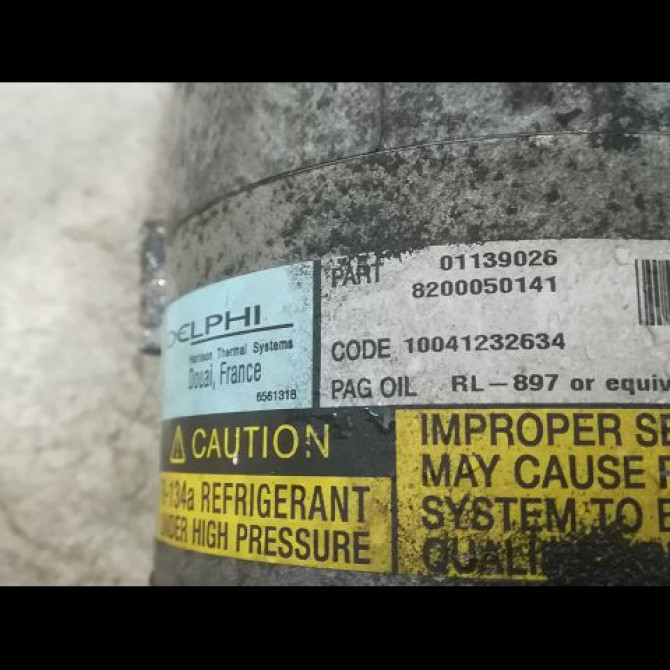 DELPHI
Harrison Thermal Systems
Douai, France
6561318
PART 01139026
8200050141
CODE 10041232634
PAG OIL RL-897 or equiv
CAUTION
R-134a REFRIGERANT
UNDER HIGH PRESSURE
IMPROPER SE
MAY CAUSE
SYSTEM TO
QUALI